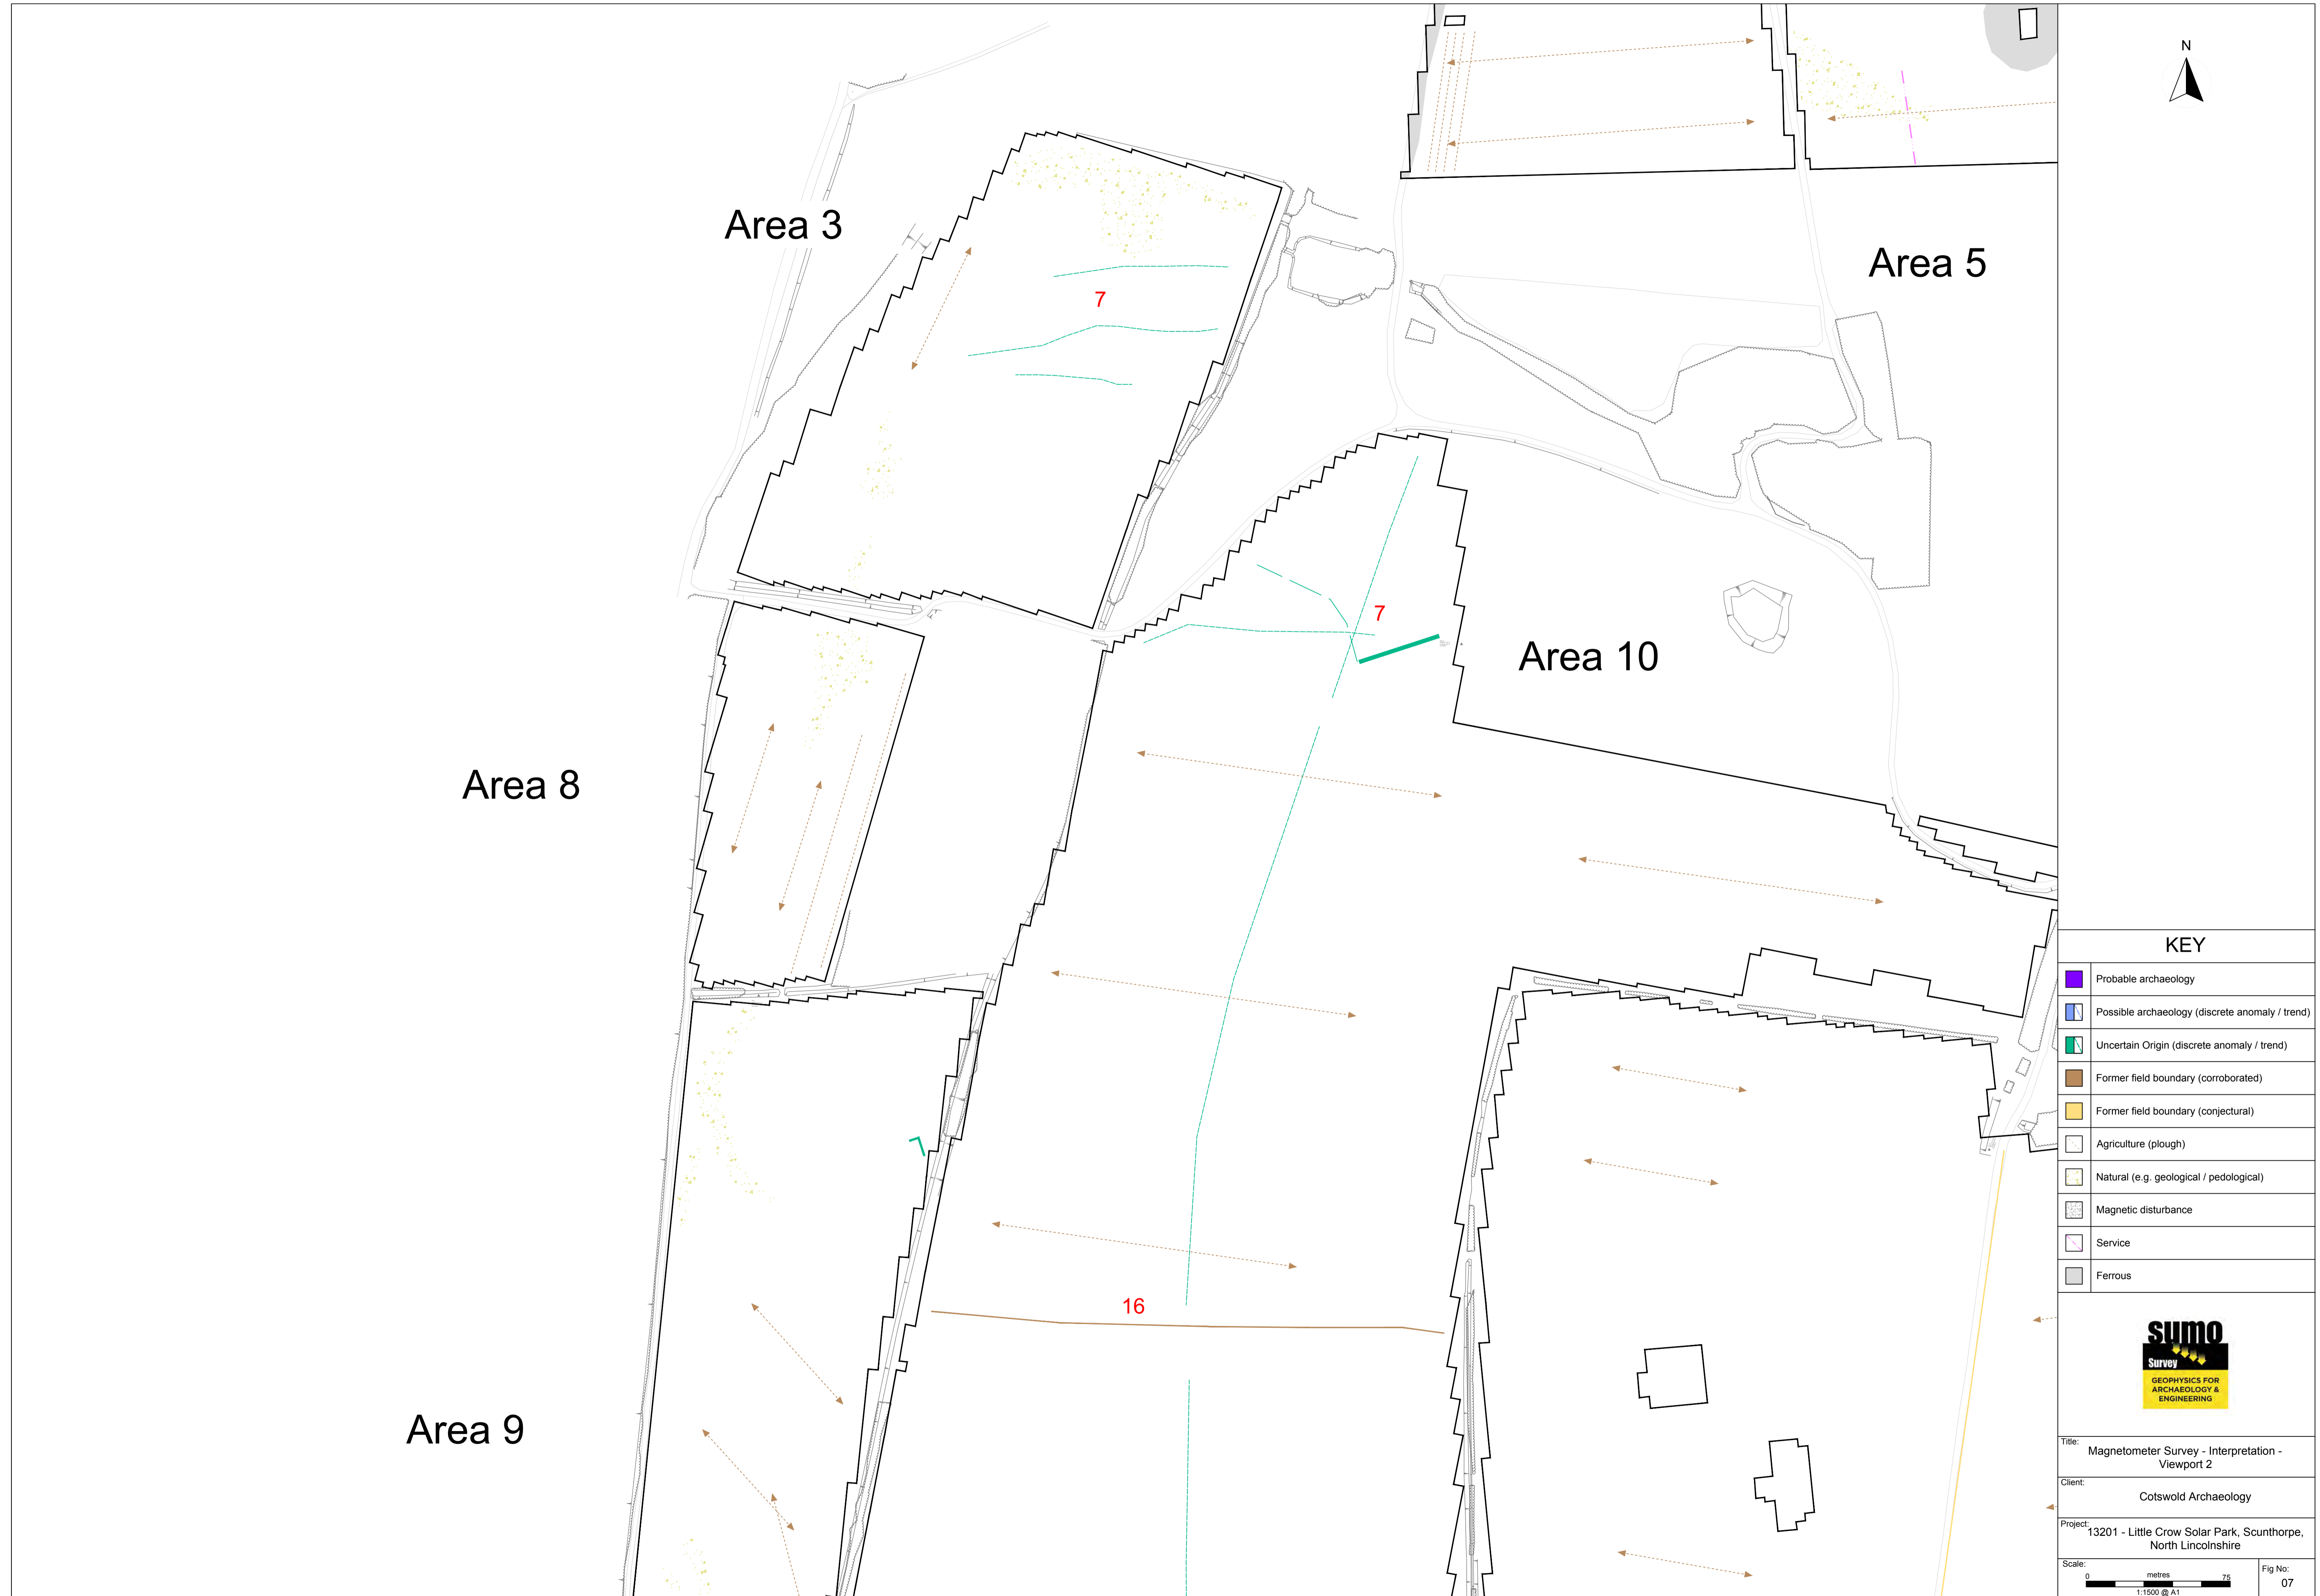 N
Area 3
7
Area 5
7
Area 10
Area 8
16
Area 9
KEY
Probable archaeology
Possible archaeology (discrete anomaly / trend)
Uncertain Origin (discrete anomaly / trend)
Former field boundary (corroborated)
Former field boundary (conjectural)
Agriculture (plough)
Natural (e.g. geological / pedological)
Magnetic disturbance
Service
Ferrous
sumo
Survey
GEOPHYSICS FOR
ARCHAEOLOGY &
ENGINEERING
Title:
Magnetometer Survey - Interpretation -
Viewport 2
Client:
Cotswold Archaeology
Project:
13201 - Little Crow Solar Park, Scunthorpe,
North Lincolnshire
Scale:
0 metres 75
1:1500 @ A1
Fig No:
07